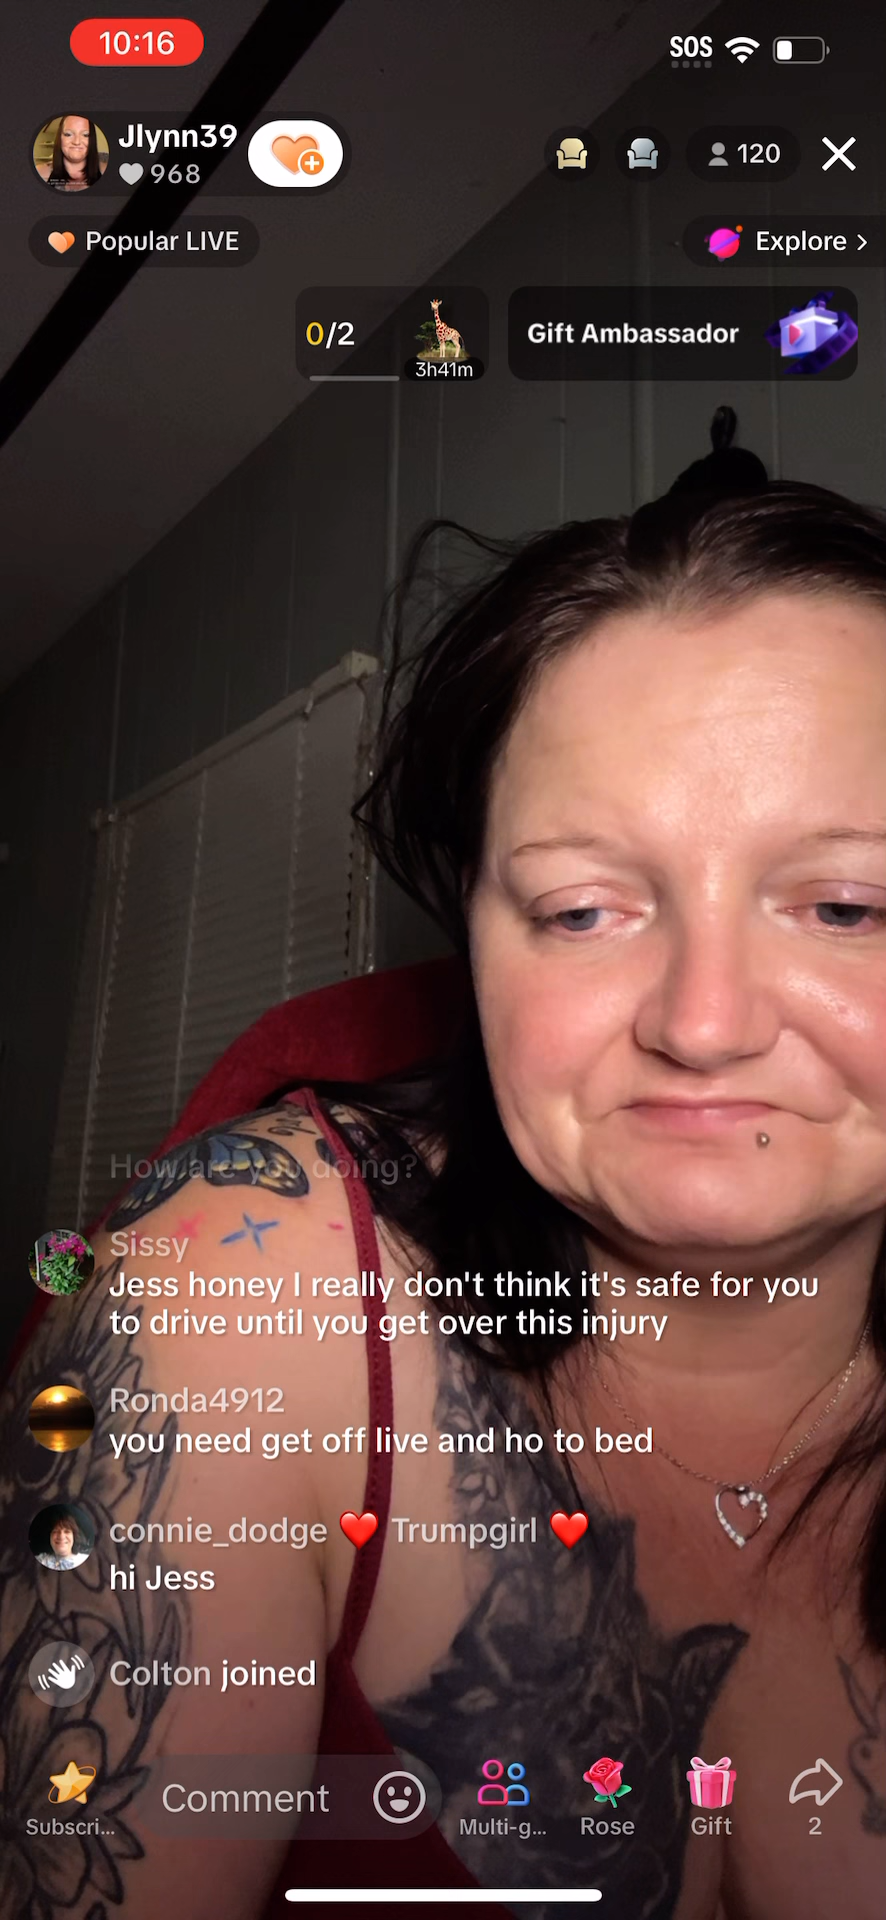 10:16
SOS
Jlynn39
968
120
Popular LIVE
Explore >
0/2
3h41m
Gift Ambassador
How are you doing?
Sissy
Jess honey I really don't think it's safe for you
to drive until you get over this injury
Ronda4912
you need get off live and ho to bed
connie_dodge ❤️ Trumpgirl ❤️
hi Jess
Colton joined
Comment
Subscri...
Multi-g...
Rose
Gift
2